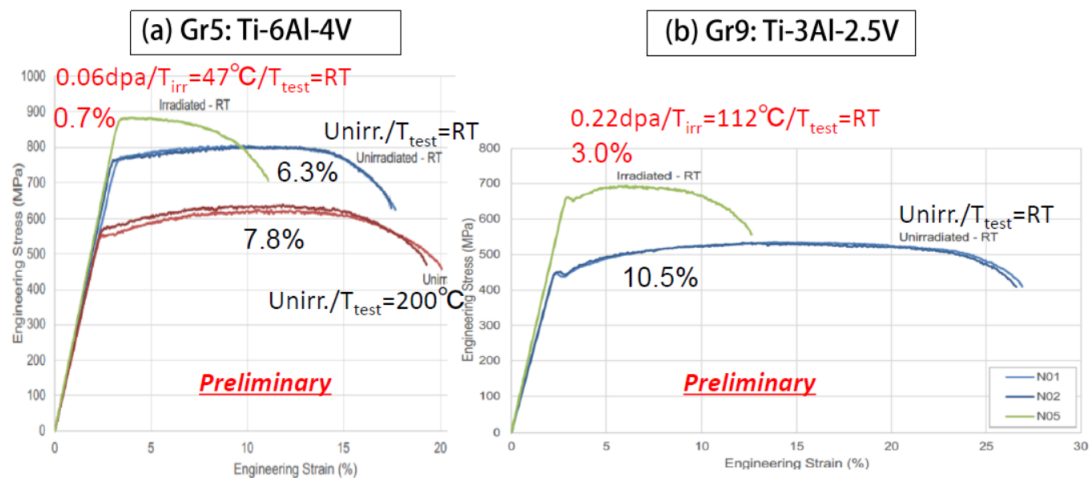 (a) Gr5: Ti-6Al-4V
0.06dpa/Tirr=47℃/Ttest=RT
0.7%
Irradiated - RT
Unirr./Ttest=RT
Unirradiated - RT
6.3%
7.8%
Unirr
Unirr./Ttest=200℃
Preliminary
Engineering Stress (MPa)
1000
900
800
700
600
500
400
300
200
100
0
0 5 10 15 20
Engineering Strain (%)
(b) Gr9: Ti-3Al-2.5V
0.22dpa/Tirr=112℃/Ttest=RT
3.0%
Irradiated - RT
Unirr./Ttest=RT
Unirradiated - RT
10.5%
Preliminary
N01
N02
N05
Engineering Stress (MPa)
800
700
600
500
400
300
200
100
0
0 5 10 15 20 25 30
Engineering Strain (%)